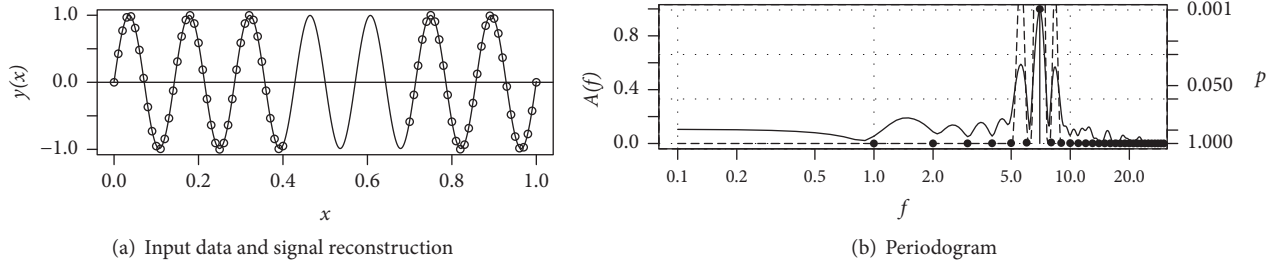 1.0
0.0
−1.0
y(x)
0.0 0.2 0.4 0.6 0.8 1.0
x
(a) Input data and signal reconstruction
0.8
0.4
0.0
A(f)
0.001
0.050
1.000
p
0.1 0.2 0.5 1.0 2.0 5.0 10.0 20.0
f
(b) Periodogram